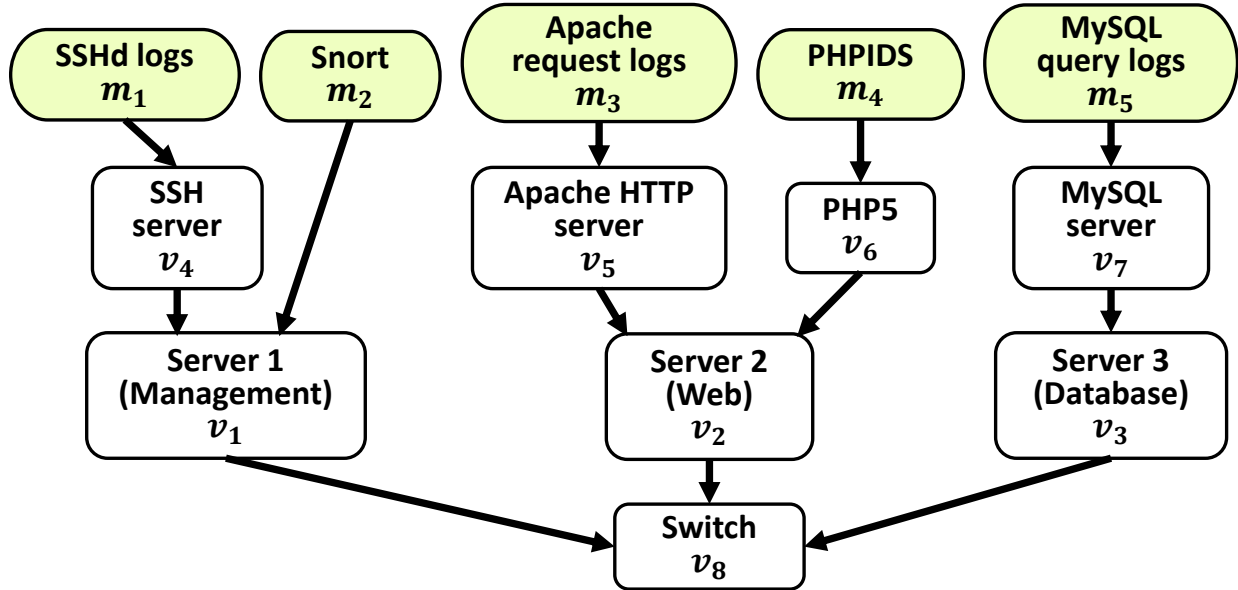 SSHd logs
m₁
Snort
m₂
Apache
request logs
m₃
PHPIDS
m₄
MySQL
query logs
m₅
SSH
server
v₄
Apache HTTP
server
v₅
PHP5
v₆
MySQL
server
v₇
Server 1
(Management)
v₁
Server 2
(Web)
v₂
Server 3
(Database)
v₃
Switch
v₈